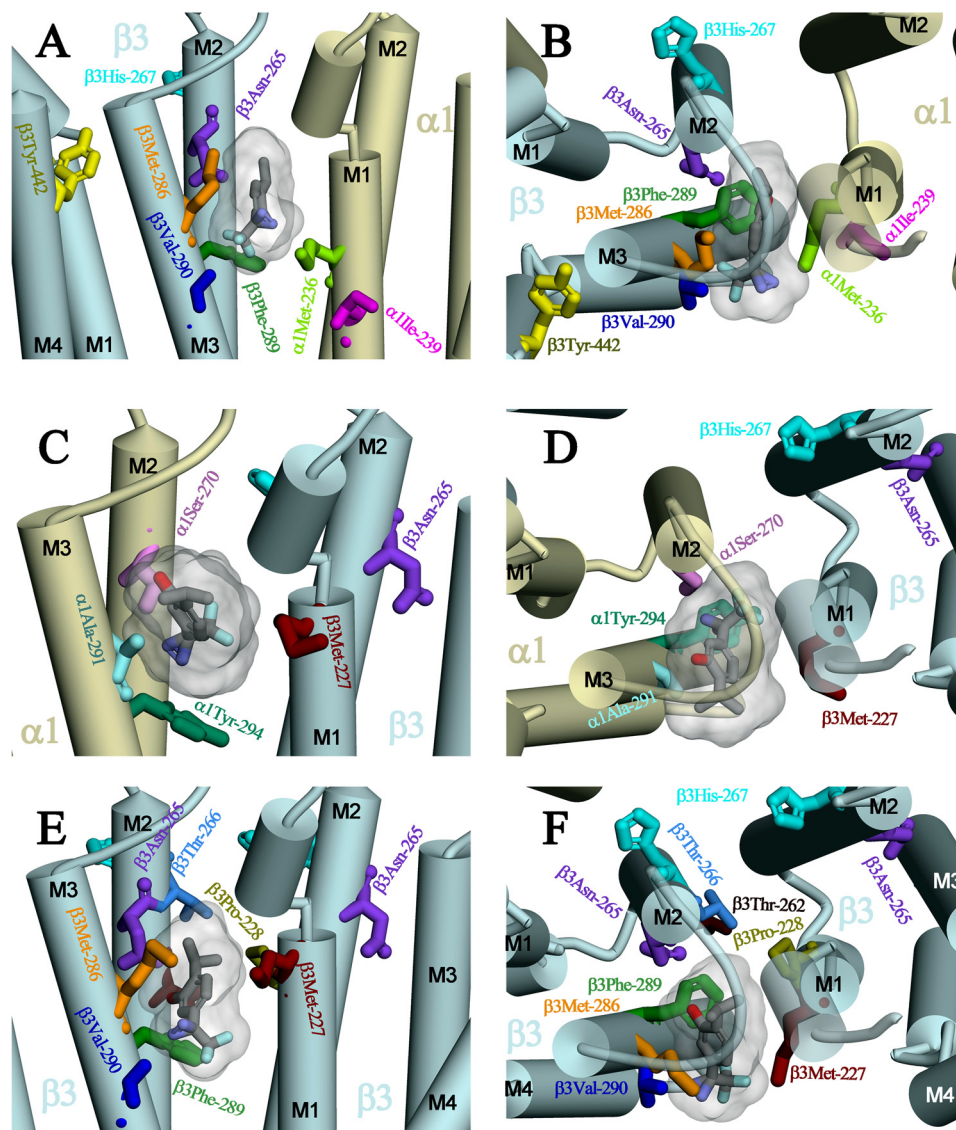 A
β3
M2
M2
β3His-267
β3Asn-265
α1
β3Tyr-442
β3Met-286
M1
β3Val-290
β3Phe-289
α1Met-236
α1Ile-239
M4
M1
M3
B
β3His-267
M2
α1
M1
β3Asn-265
β3
β3Phe-289
M1
β3Met-286
α1Ile-239
M3
α1Met-236
β3Val-290
β3Tyr-442
C
M2
M2
α1Ser-270
β3Asn-265
M3
α1Ala-291
β3Met-227
α1Tyr-294
α1
M1
β3
D
β3His-267
M2
α1Ser-270
β3Asn-265
M2
M1
M1
β3
α1Tyr-294
α1
M3
α1Ala-291
β3Met-227
E
β3Asn-265
M2
β3Thr-266
M2
M3
β3Asn-265
β3Pro-228
β3Met-286
β3Met-227
M3
β3Val-290
β3
β3Phe-289
M1
β3
M4
F
β3His-267
M2
β3Thr-266
β3Asn-265
β3Asn-265
M3
β3Thr-262
M2
β3Pro-228
β3
M1
β3Phe-289
M1
β3Met-286
β3
β3Val-290
β3Met-227
M4
M4